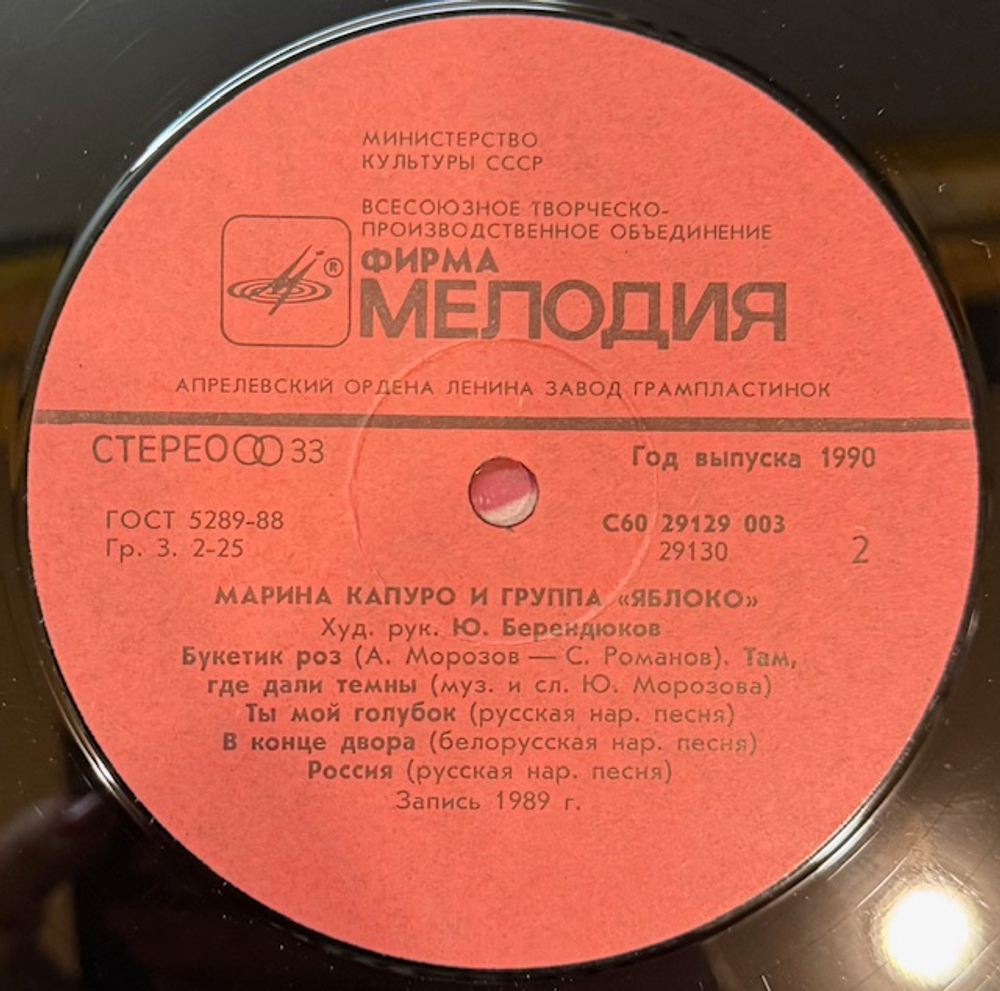 МИНИСТЕРСТВО
КУЛЬТУРЫ СССР
ВСЕСОЮЗНОЕ ТВОРЧЕСКО-
ПРОИЗВОДСТВЕННОЕ ОБЪЕДИНЕНИЕ
®
ФИРМА
МЕЛОДИЯ
АПРЕЛЕВСКИЙ ОРДЕНА ЛЕНИНА ЗАВОД ГРАМПЛАСТИНОК
СТЕРЕО 33
Год выпуска 1990
ГОСТ 5289-88
С60 29129 003
Гр. 3. 2-25
29130
2
МАРИНА КАПУРО И ГРУППА «ЯБЛОКО»
Худ. рук. Ю. Берендюков
Букетик роз (А. Морозов — С. Романов). Там,
где дали темны (муз. и сл. Ю. Морозова)
Ты мой голубок (русская нар. песня)
В конце двора (белорусская нар. песня)
Россия (русская нар. песня)
Запись 1989 г.